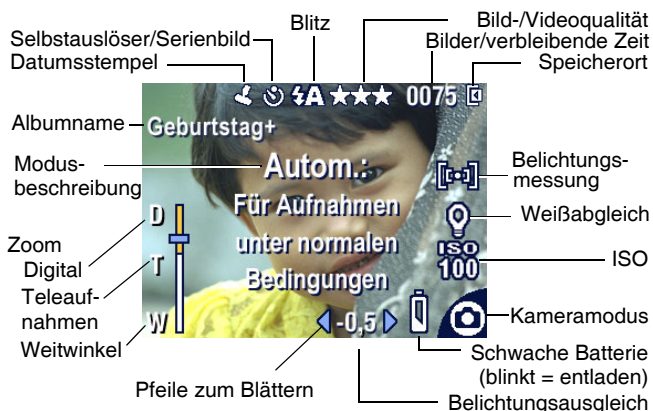 Bild-/Videoqualität
Blitz
Selbstauslöser/Serienbild
Bilder/verbleibende Zeit
Datumsstempel
Speicherort
A 0075
Albumname
Geburtstag+
Modus-
beschreibung
Autom.:
Belichtungs-
messung
D
Für Aufnahmen
Weißabgleich
unter normalen
Zoom
Digital
T
ISO
100
ISO
Bedingungen
Teleauf-
nahmen
Weitwinkel
W
-0,5
Kameramodus
Pfeile zum Blättern
Schwache Batterie
(blinkt = entladen)
Belichtungsausgleich